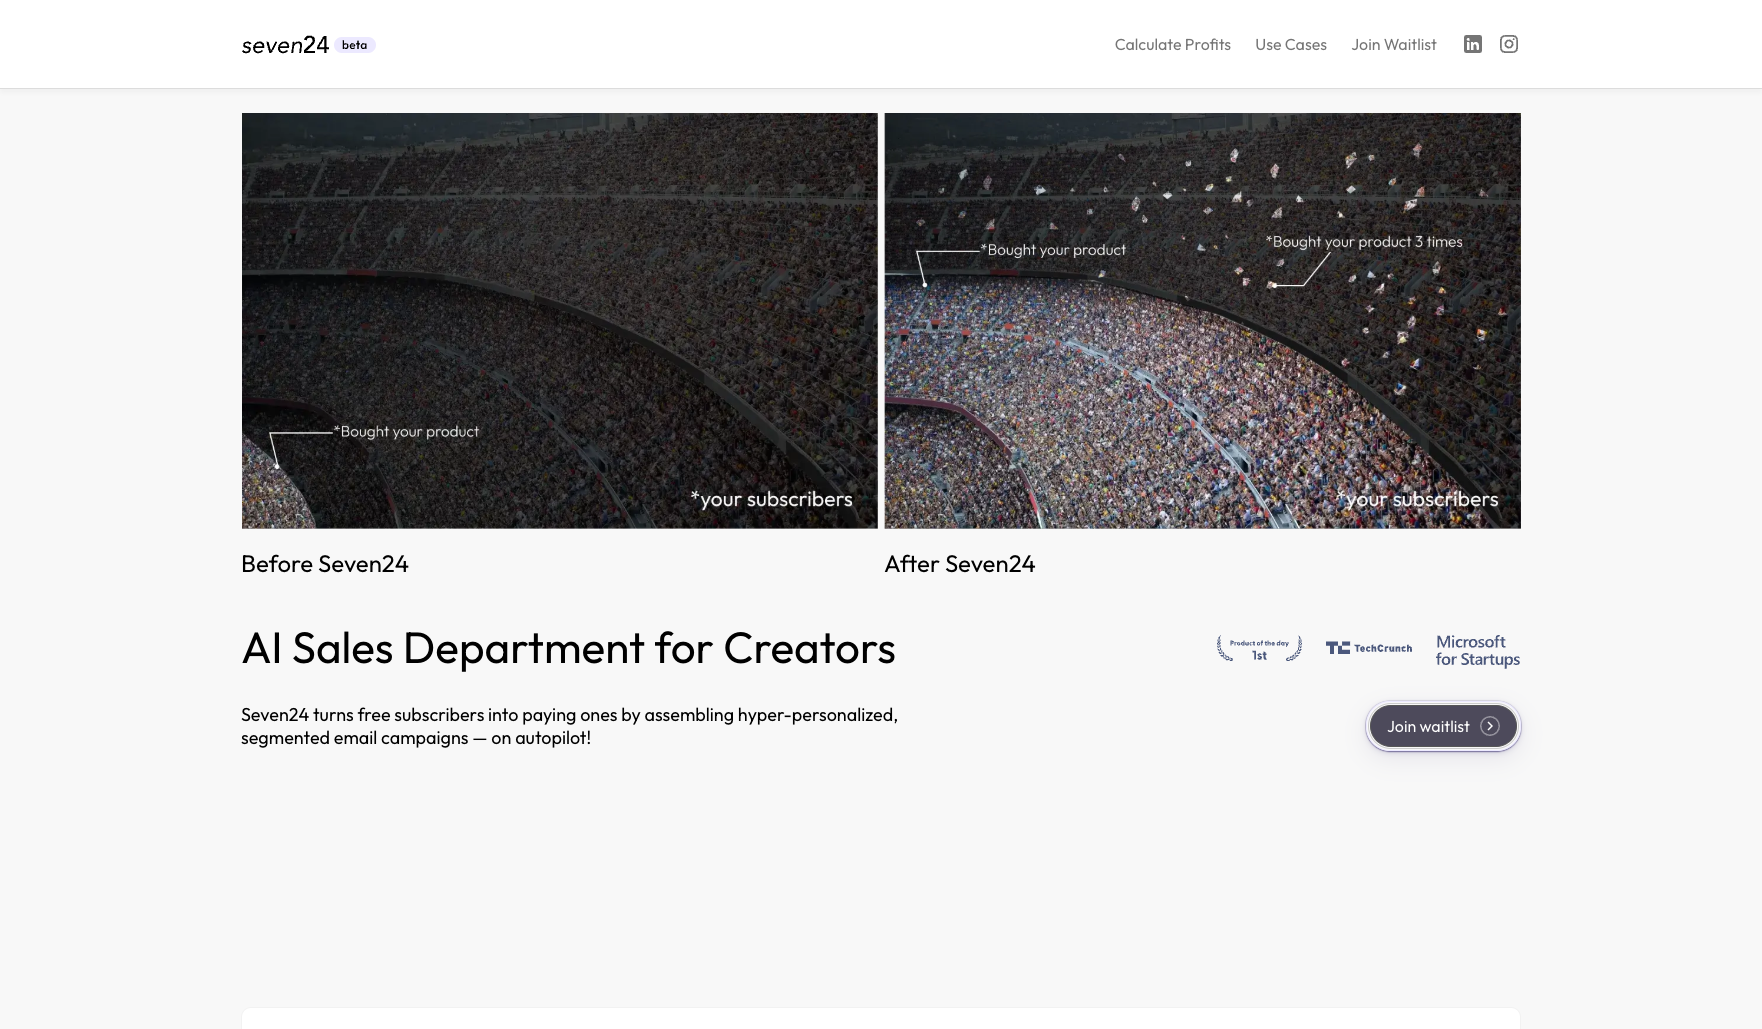 seven24 beta
Calculate Profits
Use Cases
Join Waitlist
in
*Bought your product
*your subscribers
*Bought your product
*Bought your product 3 times
*your subscribers
Before Seven24
After Seven24
AI Sales Department for Creators
Product of the day
1st
TC TechCrunch
Microsoft
for Startups
Seven24 turns free subscribers into paying ones by assembling hyper-personalized,
segmented email campaigns — on autopilot!
Join waitlist